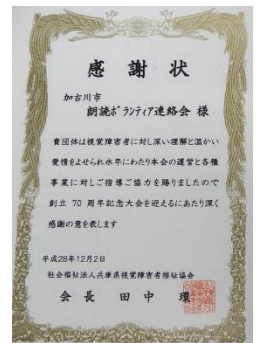 感謝状
加古川市
朗読ボランティア連絡会 様
貴団体は視覚障害者に対し深い理解と温かい
愛情をよせられ永年にわたり本会の運営と各種
事業に対しご指導ご協力を賜りましたので
創立 70 周年記念大会を迎えるにあたり深く
感謝の意を表します
平成28年12月2日
社会福祉法人兵庫県視覚障害者福祉協会
会長 田中 環